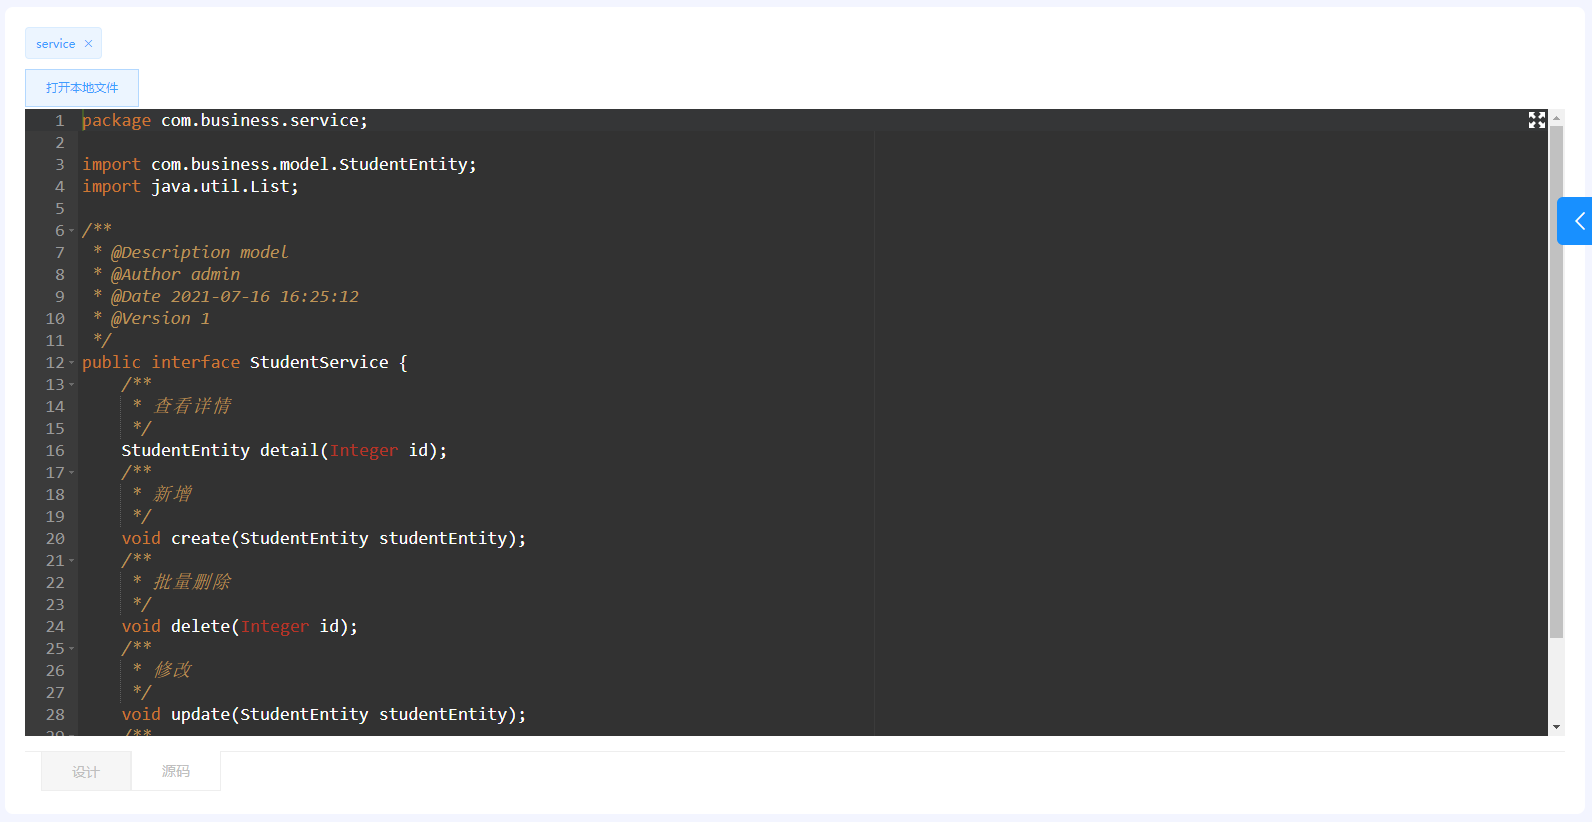 service ×
打开本地文件
1 package com.business.service;
2
3 import com.business.model.StudentEntity;
4 import java.util.List;
5
6 /**
7 * @Description model
8 * @Author admin
9 * @Date 2021-07-16 16:25:12
10 * @Version 1
11 */
12 public interface StudentService {
13 /**
14 * 查看详情
15 */
16 StudentEntity detail(Integer id);
17 /**
18 * 新增
19 */
20 void create(StudentEntity studentEntity);
21 /**
22 * 批量删除
23 */
24 void delete(Integer id);
25 /**
26 * 修改
27 */
28 void update(StudentEntity studentEntity);
29 /**
设计 源码